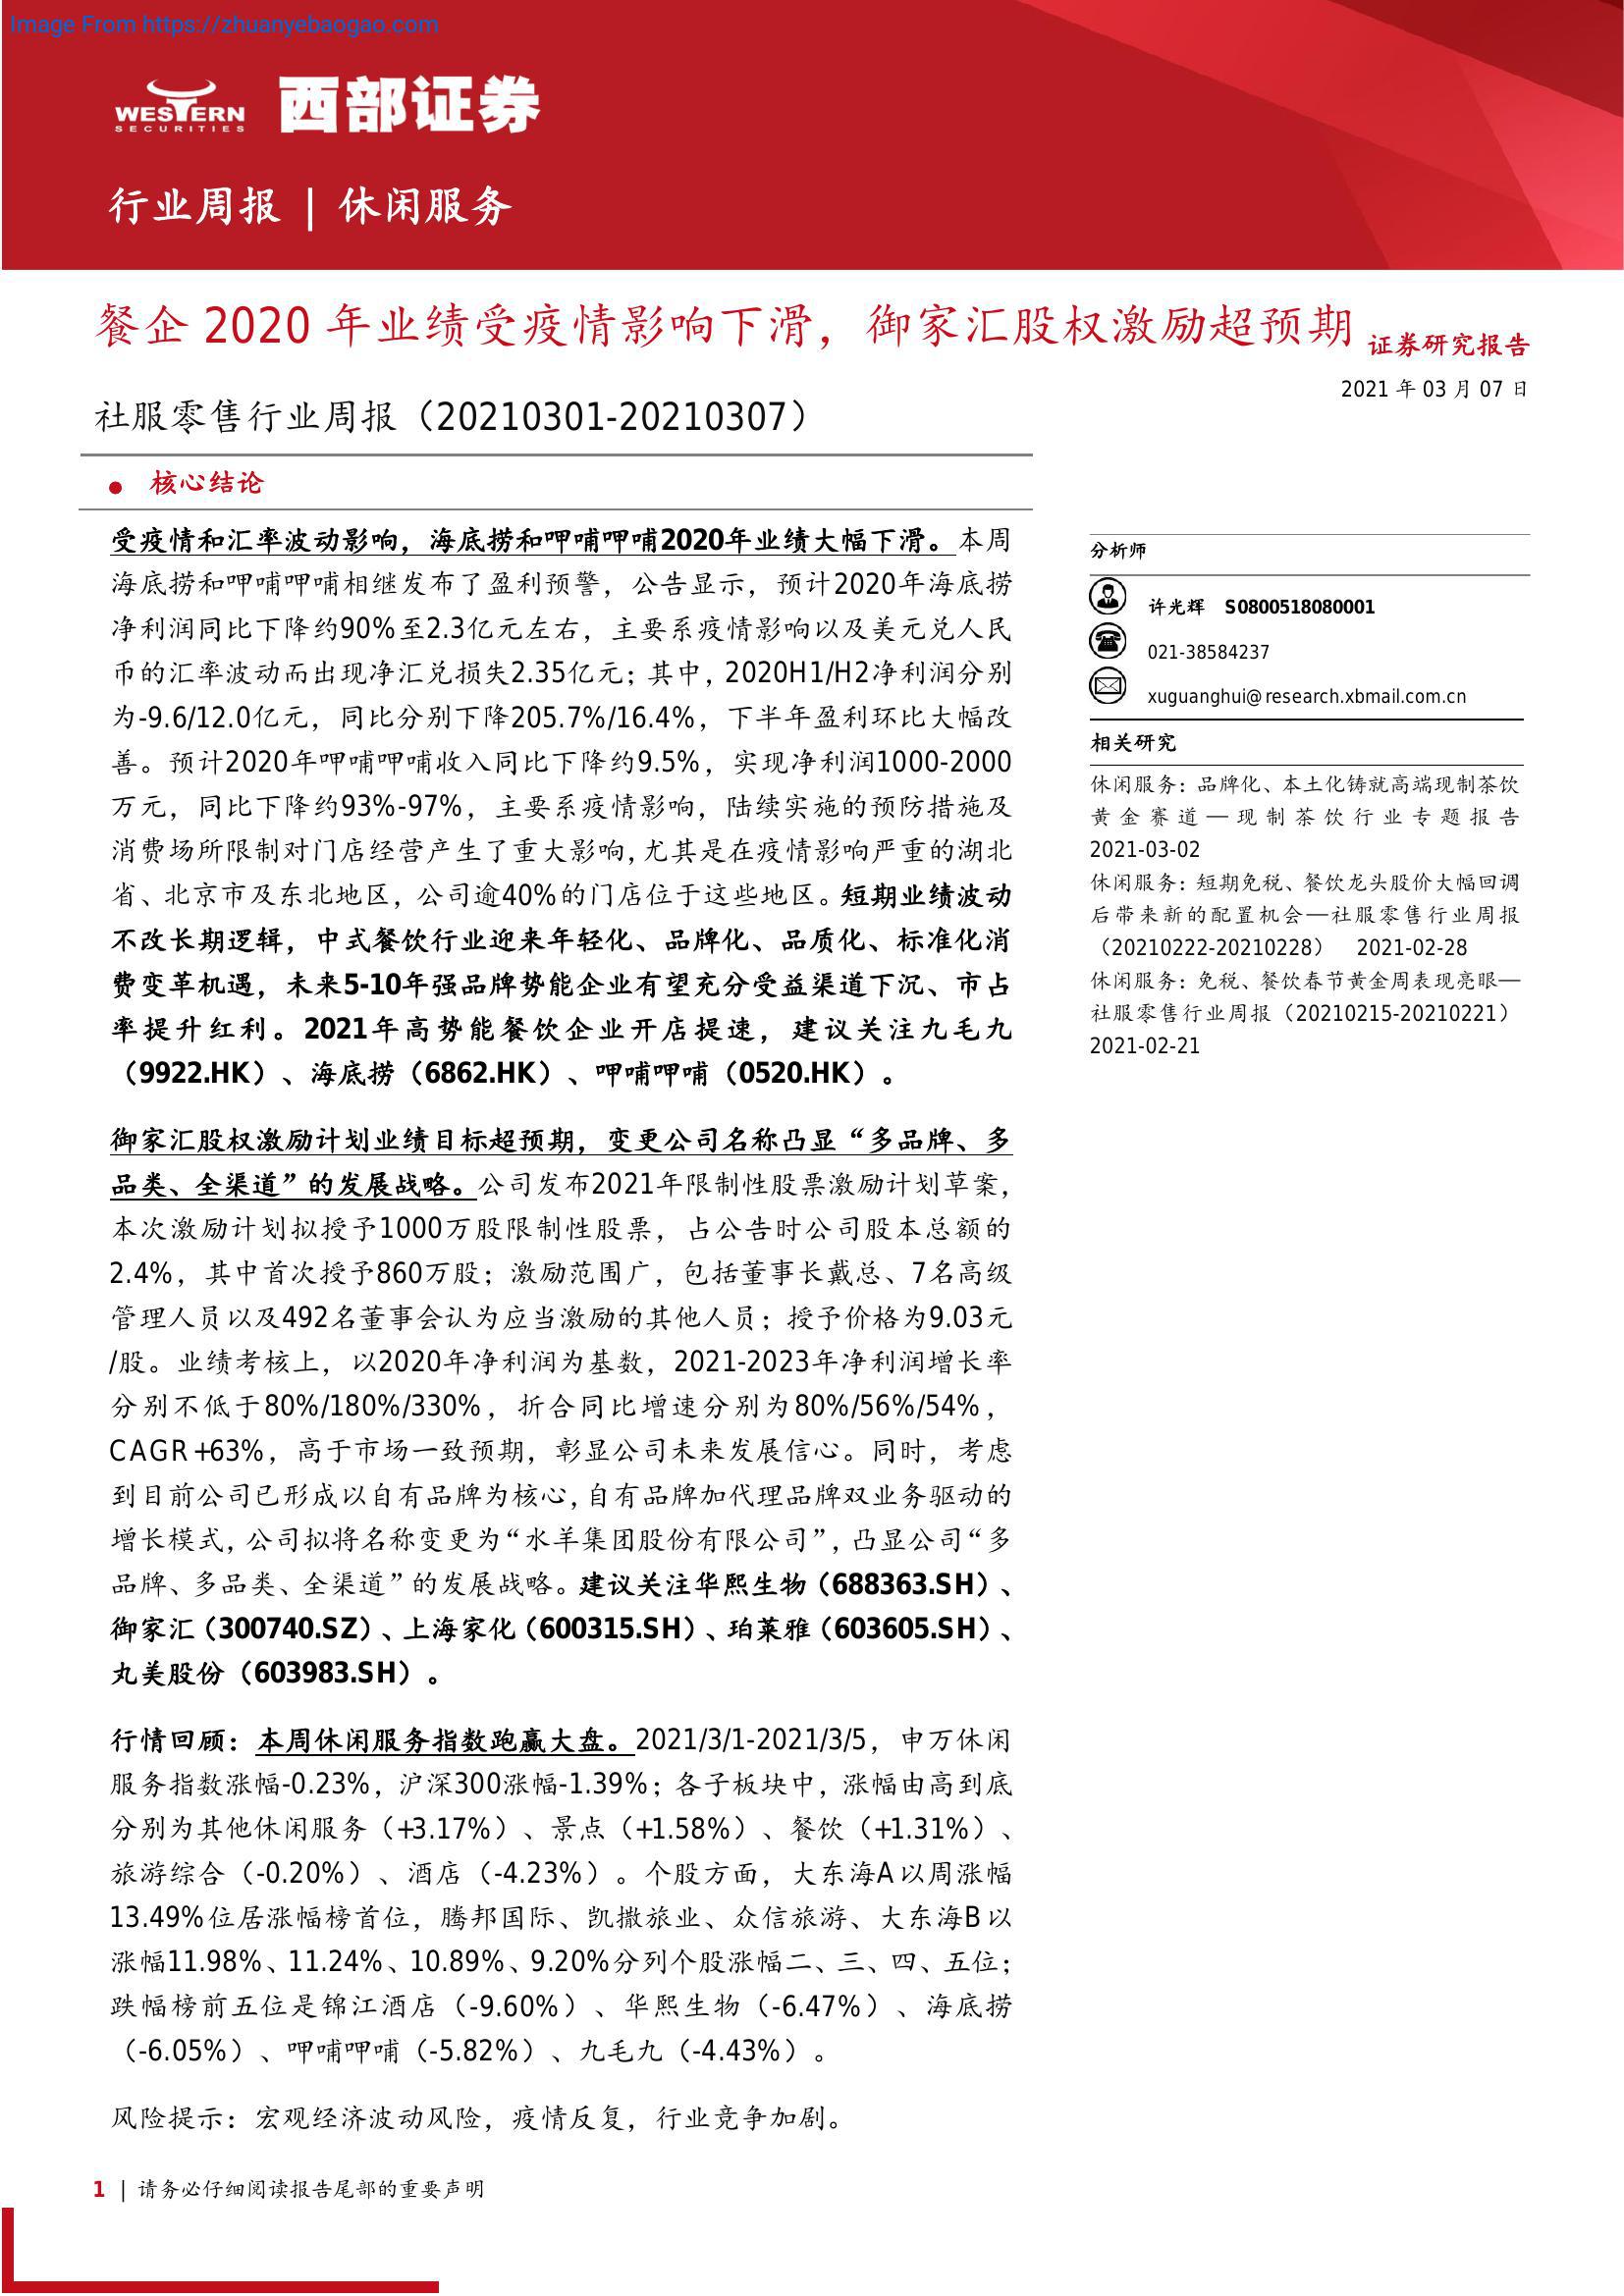 Image From https://zhuanyebaogao.com
WESTERN
SECURITIES
西部证券
行业周报 | 休闲服务
餐企 2020 年业绩受疫情影响下滑，御家汇股权激励超预期
证券研究报告
2021 年 03 月 07 日
社服零售行业周报（20210301-20210307）
● 核心结论
受疫情和汇率波动影响，海底捞和呷哺呷哺2020年业绩大幅下滑。本周
海底捞和呷哺呷哺相继发布了盈利预警，公告显示，预计2020年海底捞
净利润同比下降约90%至2.3亿元左右，主要系疫情影响以及美元兑人民
币的汇率波动而出现净汇兑损失2.35亿元；其中，2020H1/H2净利润分别
为-9.6/12.0亿元，同比分别下降205.7%/16.4%，下半年盈利环比大幅改
善。预计2020年呷哺呷哺收入同比下降约9.5%，实现净利润1000-2000
万元，同比下降约93%-97%，主要系疫情影响，陆续实施的预防措施及
消费场所限制对门店经营产生了重大影响，尤其是在疫情影响严重的湖北
省、北京市及东北地区，公司逾40%的门店位于这些地区。短期业绩波动
不改长期逻辑，中式餐饮行业迎来年轻化、品牌化、品质化、标准化消
费变革机遇，未来5-10年强品牌势能企业有望充分受益渠道下沉、市占
率提升红利。2021年高势能餐饮企业开店提速，建议关注九毛九
（9922.HK）、海底捞（6862.HK）、呷哺呷哺（0520.HK）。
御家汇股权激励计划业绩目标超预期，变更公司名称凸显“多品牌、多
品类、全渠道”的发展战略。公司发布2021年限制性股票激励计划草案，
本次激励计划拟授予1000万股限制性股票，占公告时公司股本总额的
2.4%，其中首次授予860万股；激励范围广，包括董事长戴总、7名高级
管理人员以及492名董事会认为应当激励的其他人员；授予价格为9.03元
/股。业绩考核上，以2020年净利润为基数，2021-2023年净利润增长率
分别不低于80%/180%/330%，折合同比增速分别为80%/56%/54%，
CAGR+63%，高于市场一致预期，彰显公司未来发展信心。同时，考虑
到目前公司已形成以自有品牌为核心，自有品牌加代理品牌双业务驱动的
增长模式，公司拟将名称变更为“水羊集团股份有限公司”，凸显公司“多
品牌、多品类、全渠道”的发展战略。建议关注华熙生物（688363.SH）、
御家汇（300740.SZ）、上海家化（600315.SH）、珀莱雅（603605.SH）、
丸美股份（603983.SH）。
行情回顾：本周休闲服务指数跑赢大盘。2021/3/1-2021/3/5，申万休闲
服务指数涨幅-0.23%，沪深300涨幅-1.39%；各子板块中，涨幅由高到底
分别为其他休闲服务（+3.17%）、景点（+1.58%）、餐饮（+1.31%）、
旅游综合（-0.20%）、酒店（-4.23%）。个股方面，大东海A以周涨幅
13.49%位居涨幅榜首位，腾邦国际、凯撒旅业、众信旅游、大东海B以
涨幅11.98%、11.24%、10.89%、9.20%分列个股涨幅二、三、四、五位；
跌幅榜前五位是锦江酒店（-9.60%）、华熙生物（-6.47%）、海底捞
（-6.05%）、呷哺呷哺（-5.82%）、九毛九（-4.43%）。
风险提示：宏观经济波动风险，疫情反复，行业竞争加剧。
分析师
许光辉 S0800518080001
021-38584237
xuguanghui@research.xbmail.com.cn
相关研究
休闲服务：品牌化、本土化铸就高端现制茶饮
黄金赛道—现制茶饮行业专题报告
2021-03-02
休闲服务：短期免税、餐饮龙头股价大幅回调
后带来新的配置机会—社服零售行业周报
（20210222-20210228） 2021-02-28
休闲服务：免税、餐饮春节黄金周表现亮眼—
社服零售行业周报（20210215-20210221）
2021-02-21
1 | 请务必仔细阅读报告尾部的重要声明